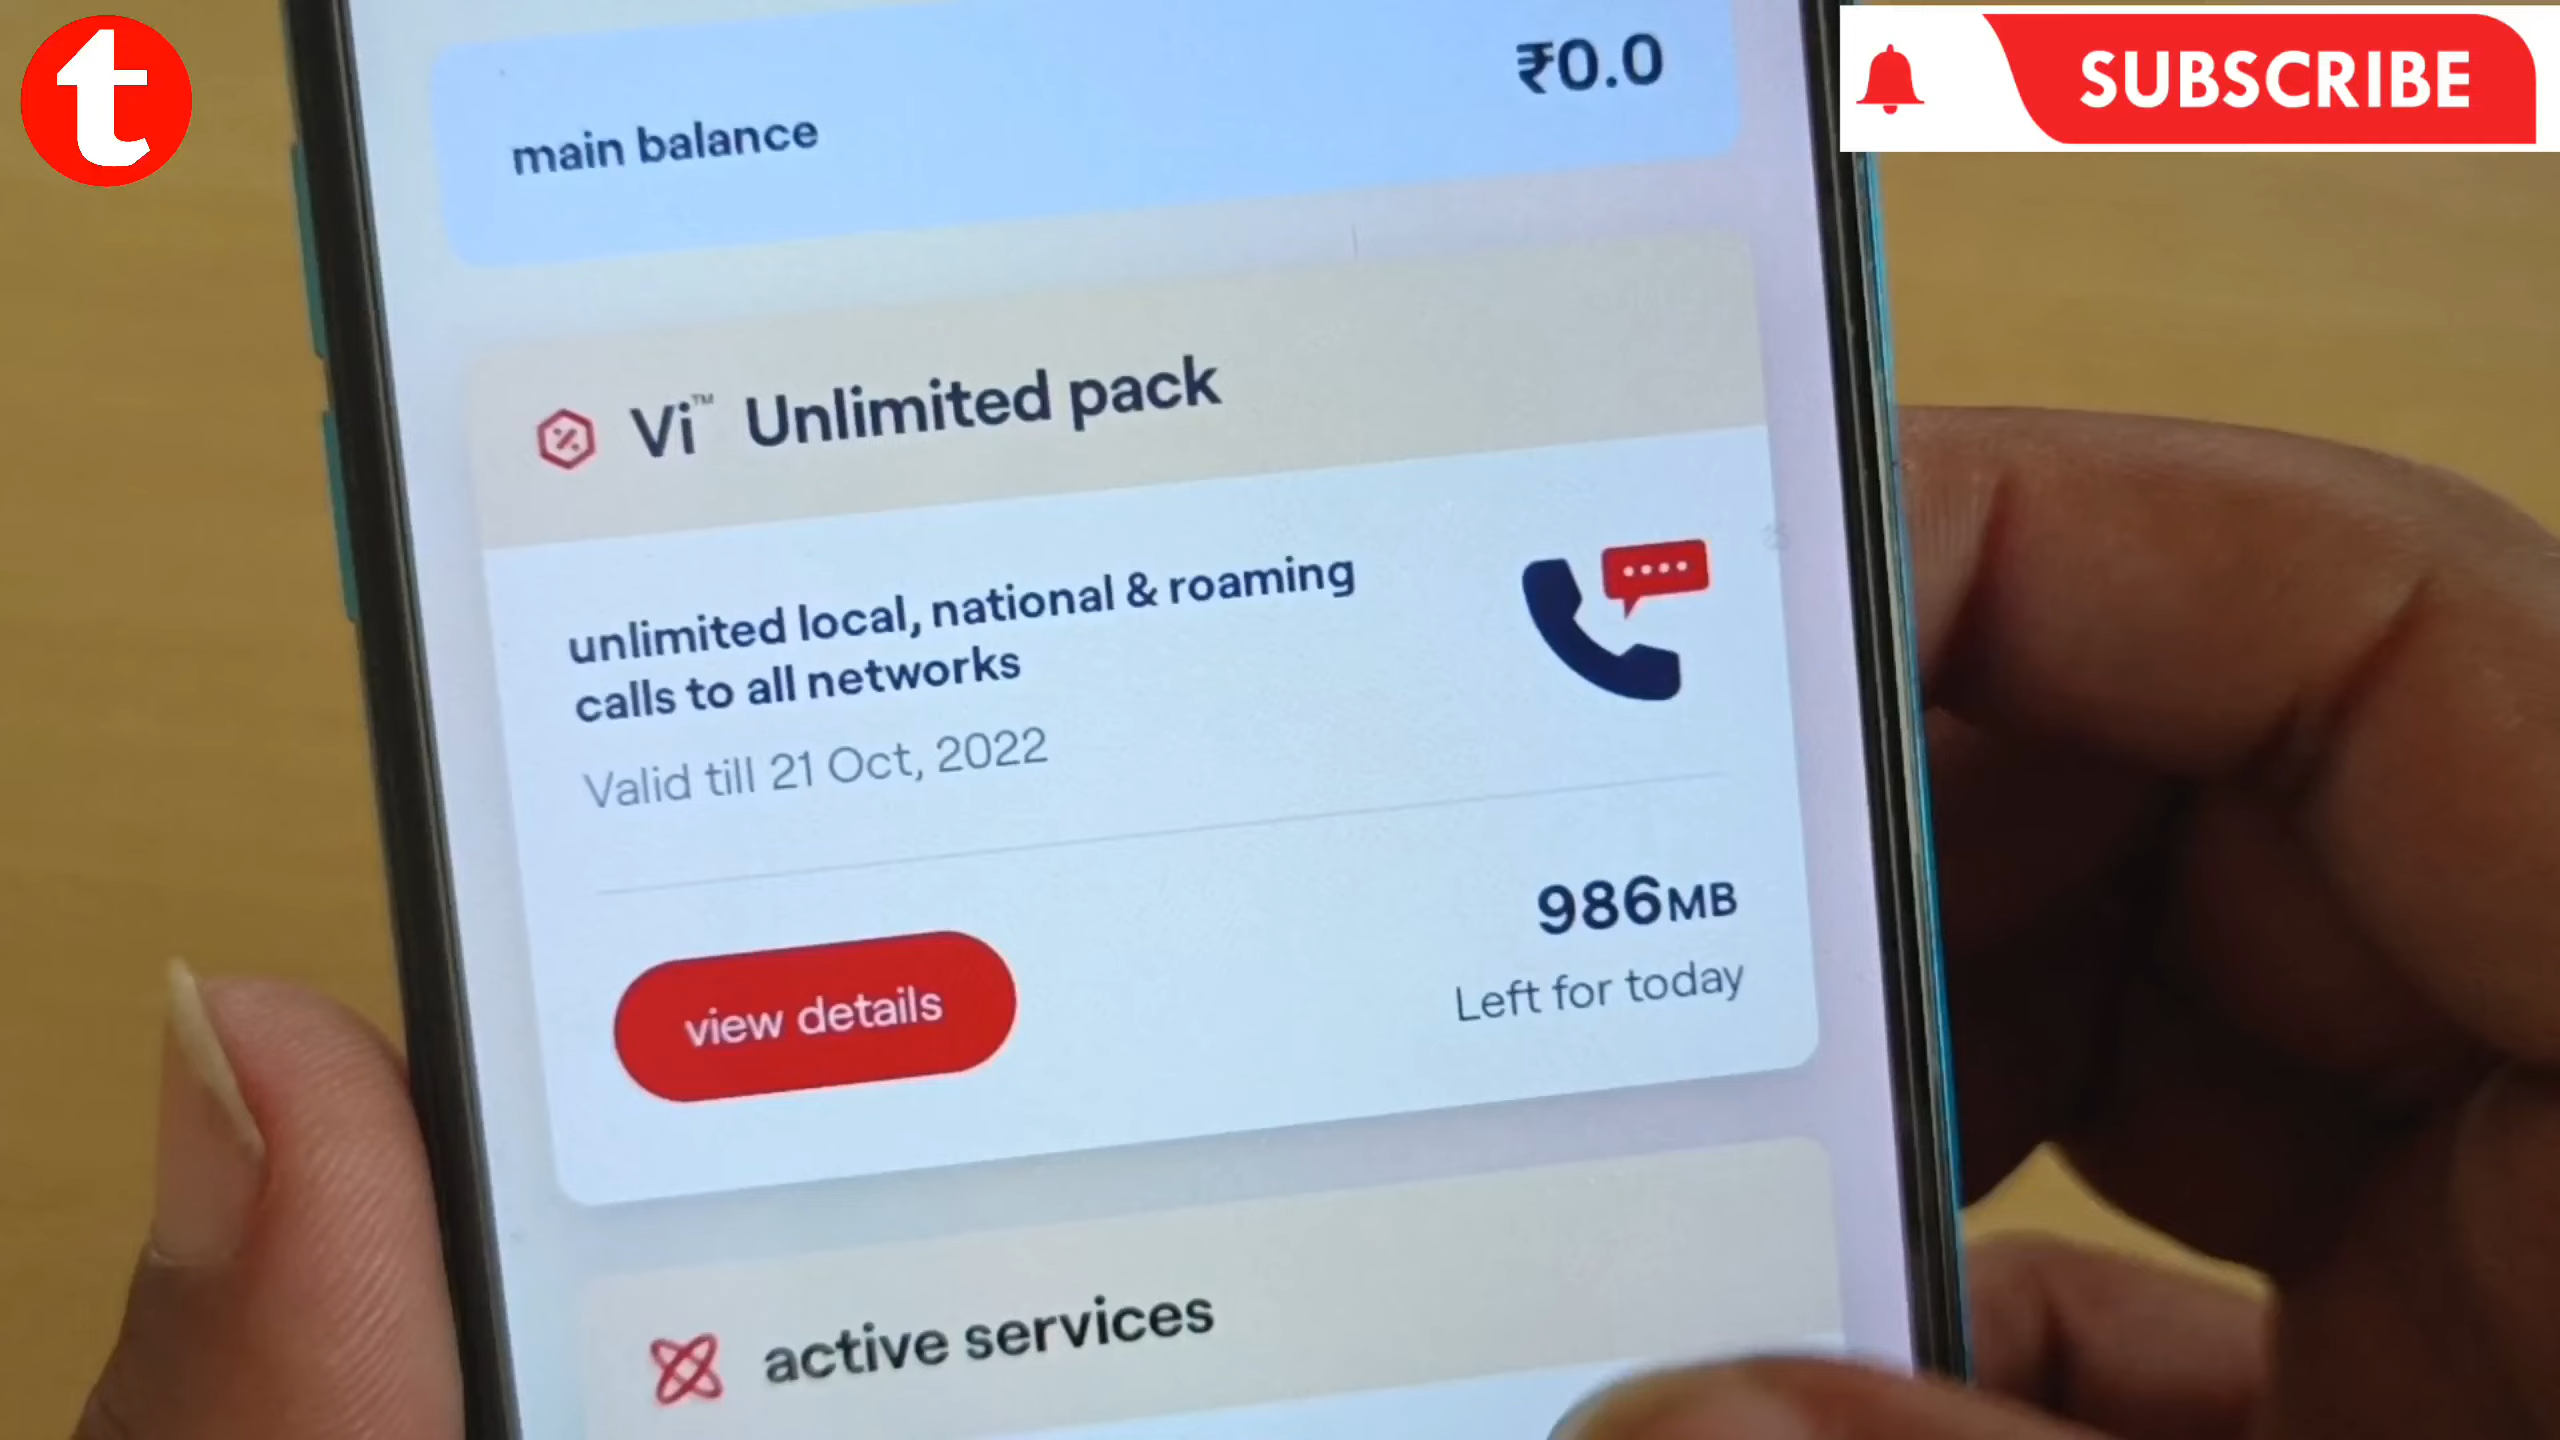 t
SUBSCRIBE
₹0.0
main balance
Vi™ Unlimited pack
unlimited local, national & roaming
calls to all networks
Valid till 21 Oct, 2022
986MB
Left for today
view details
active services